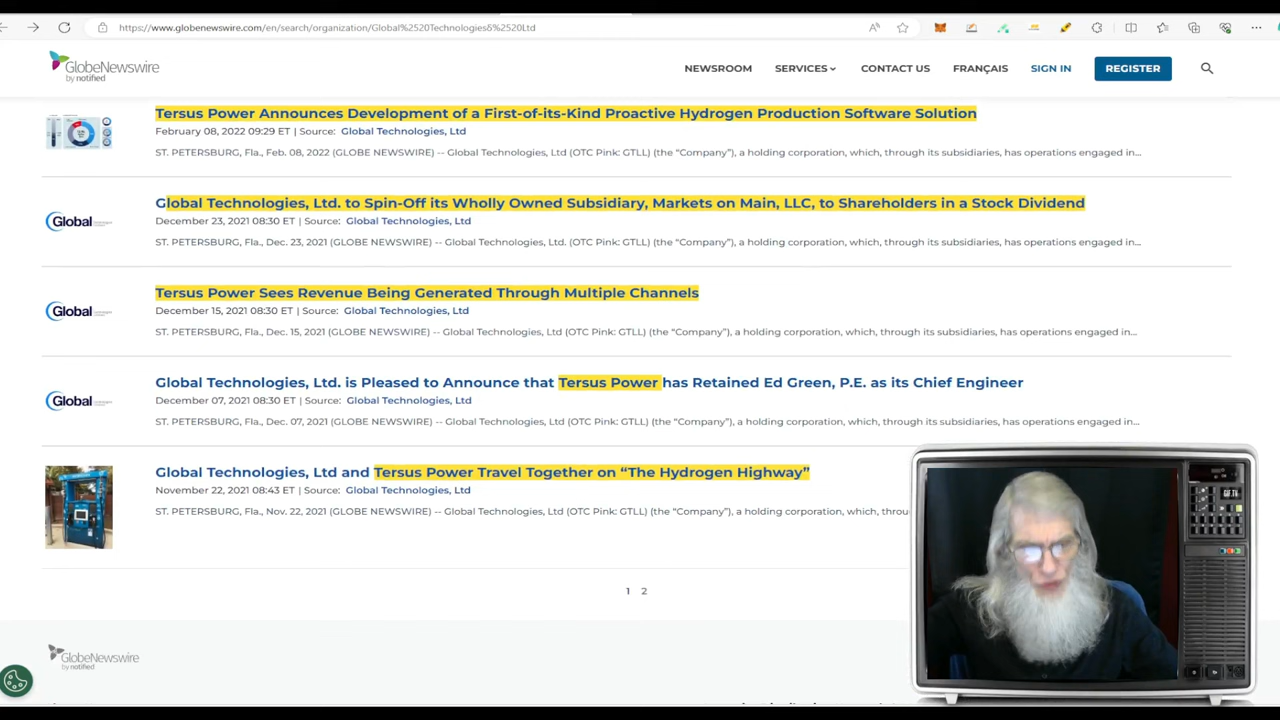 https://www.globenewswire.com/en/search/organization/Global%2520Technologies§%2520Ltd
GlobeNewswire
by notified
NEWSROOM SERVICES CONTACT US FRANÇAIS SIGN IN REGISTER
Tersus Power Announces Development of a First-of-its-Kind Proactive Hydrogen Production Software Solution
February 08, 2022 09:29 ET | Source: Global Technologies, Ltd
ST. PETERSBURG, Fla., Feb. 08, 2022 (GLOBE NEWSWIRE) -- Global Technologies, Ltd (OTC Pink: GTLL) (the “Company”), a holding corporation, which, through its subsidiaries, has operations engaged in...
Global Technologies, Ltd. to Spin-Off its Wholly Owned Subsidiary, Markets on Main, LLC, to Shareholders in a Stock Dividend
December 23, 2021 08:30 ET | Source: Global Technologies, Ltd
Global
ST. PETERSBURG, Fla., Dec. 23, 2021 (GLOBE NEWSWIRE) -- Global Technologies, Ltd. (OTC Pink: GTLL) (the “Company”), a holding corporation, which, through its subsidiaries, has operations engaged in...
Tersus Power Sees Revenue Being Generated Through Multiple Channels
December 15, 2021 08:30 ET | Source: Global Technologies, Ltd
Global
ST. PETERSBURG, Fla., Dec. 15, 2021 (GLOBE NEWSWIRE) -- Global Technologies, Ltd (OTC Pink: GTLL) (the “Company”), a holding corporation, which, through its subsidiaries, has operations engaged in...
Global Technologies, Ltd. is Pleased to Announce that Tersus Power has Retained Ed Green, P.E. as its Chief Engineer
December 07, 2021 08:30 ET | Source: Global Technologies, Ltd
Global
ST. PETERSBURG, Fla., Dec. 07, 2021 (GLOBE NEWSWIRE) -- Global Technologies, Ltd (OTC Pink: GTLL) (the “Company”), a holding corporation, which, through its subsidiaries, has operations engaged in...
Global Technologies, Ltd and Tersus Power Travel Together on “The Hydrogen Highway”
November 22, 2021 08:43 ET | Source: Global Technologies, Ltd
ST. PETERSBURG, Fla., Nov. 22, 2021 (GLOBE NEWSWIRE) -- Global Technologies, Ltd (OTC Pink: GTLL) (the “Company”), a holding corporation, which, throu
GIF.TV
1 2
GlobeNewswire
by notified